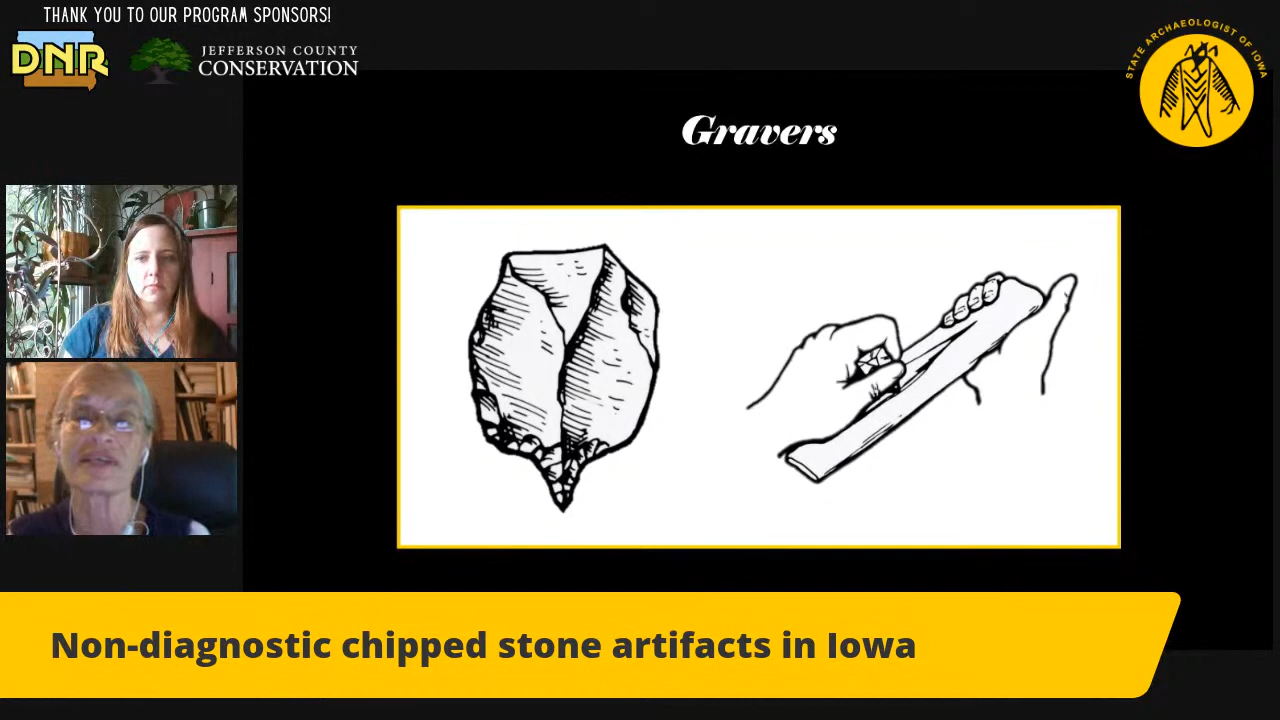 THANK YOU TO OUR PROGRAM SPONSORS!
DNR
JEFFERSON COUNTY
CONSERVATION
STATE ARCHAEOLOGIST OF IOWA
Gravers
Non-diagnostic chipped stone artifacts in Iowa